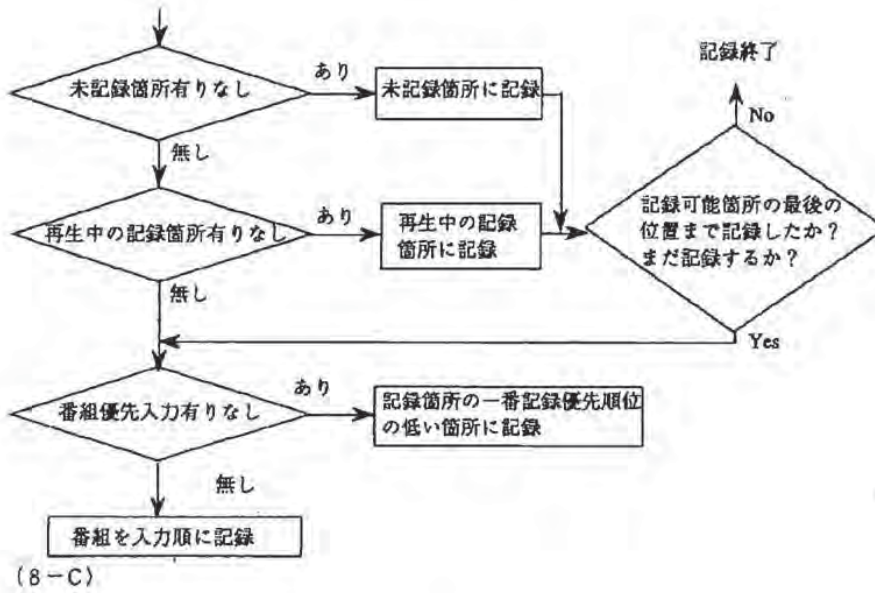 未記録箇所有りなし
あり
未記録箇所に記録
記録終了
No
無し
再生中の記録箇所有りなし
あり
再生中の記録
箇所に記録
記録可能箇所の最後の
位置まで記録したか?
まだ記録するか?
無し
Yes
番組優先入力有りなし
あり
記録箇所の一番記録優先順位
の低い箇所に記録
無し
番組を入力順に記録
(8-C)